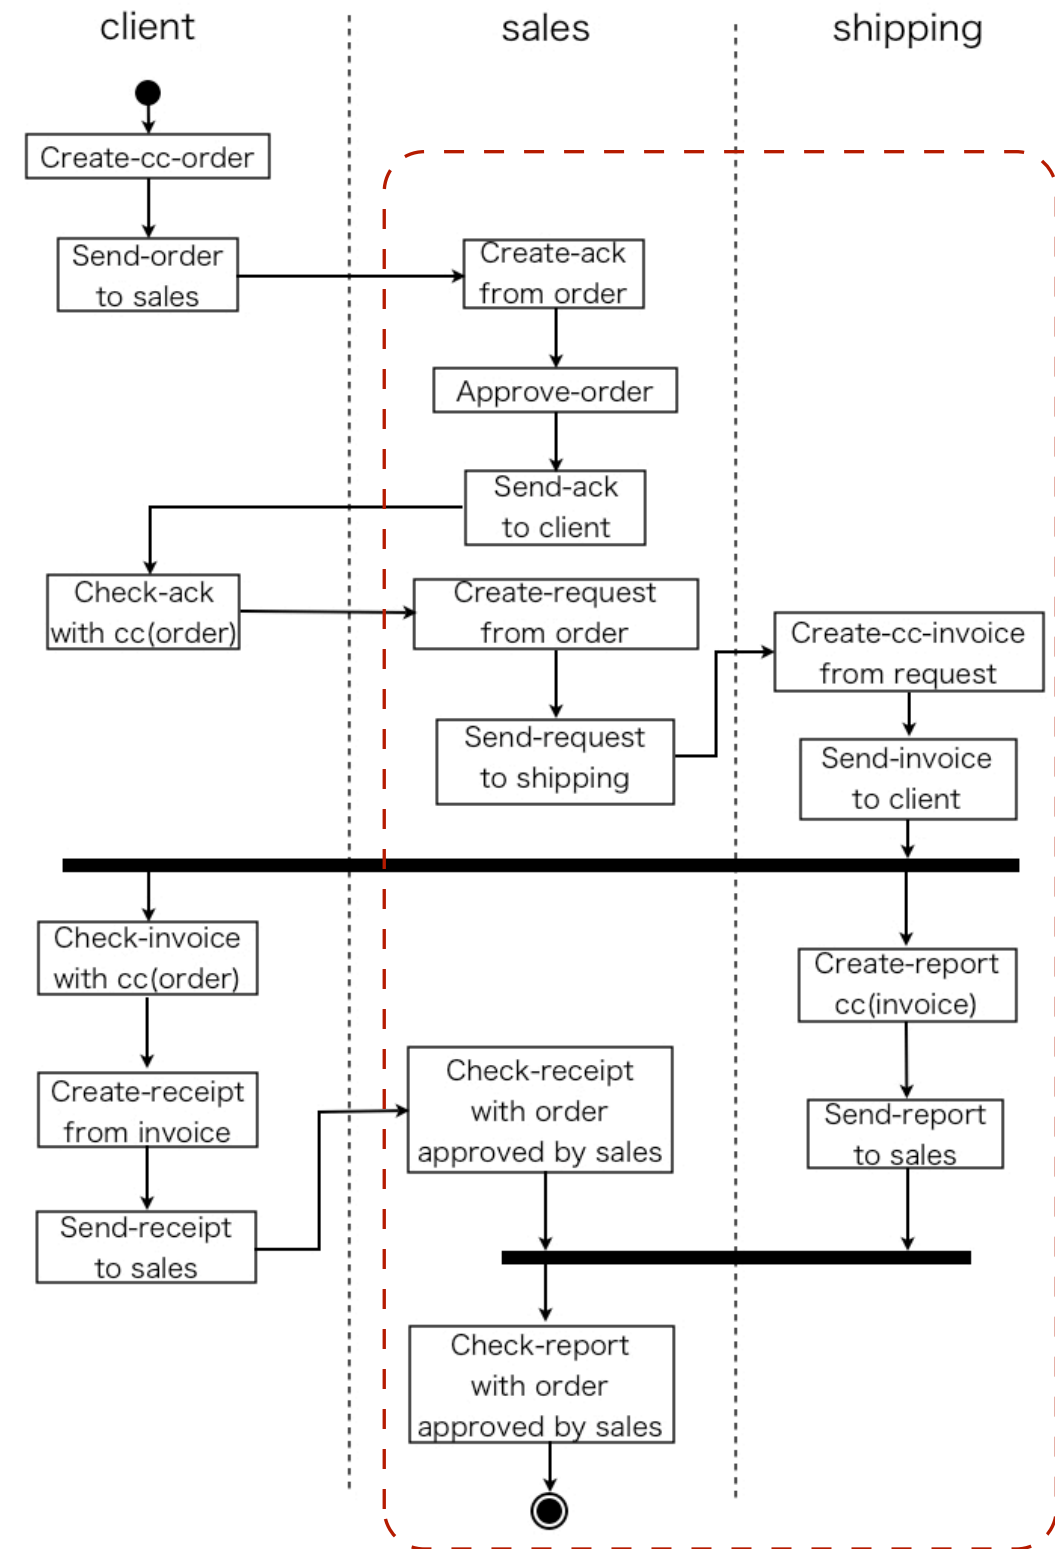 client
sales
shipping
Create-cc-order
Send-order
to sales
Create-ack
from order
Approve-order
Send-ack
to client
Check-ack
with cc(order)
Create-request
from order
Create-cc-invoice
from request
Send-request
to shipping
Send-invoice
to client
Check-invoice
with cc(order)
Create-report
cc(invoice)
Create-receipt
from invoice
Check-receipt
with order
approved by sales
Send-report
to sales
Send-receipt
to sales
Check-report
with order
approved by sales